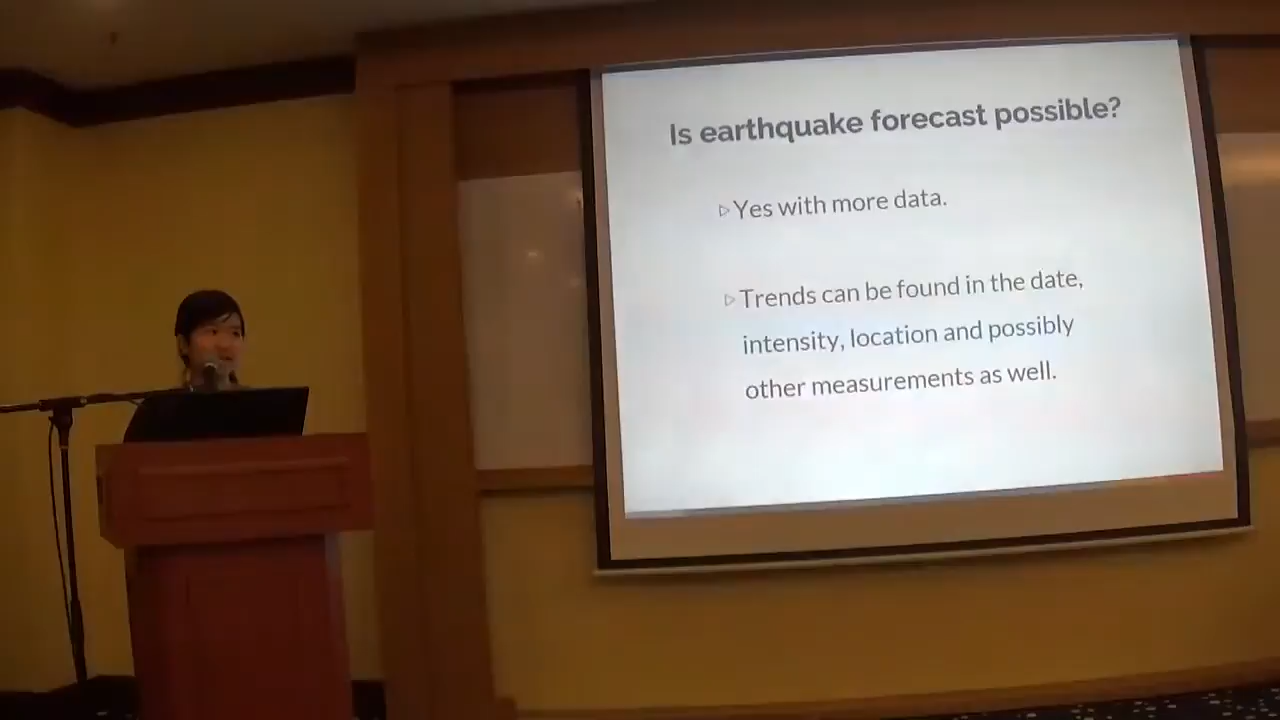 Is earthquake forecast possible?
Yes with more data.
Trends can be found in the date,
intensity, location and possibly
other measurements as well.